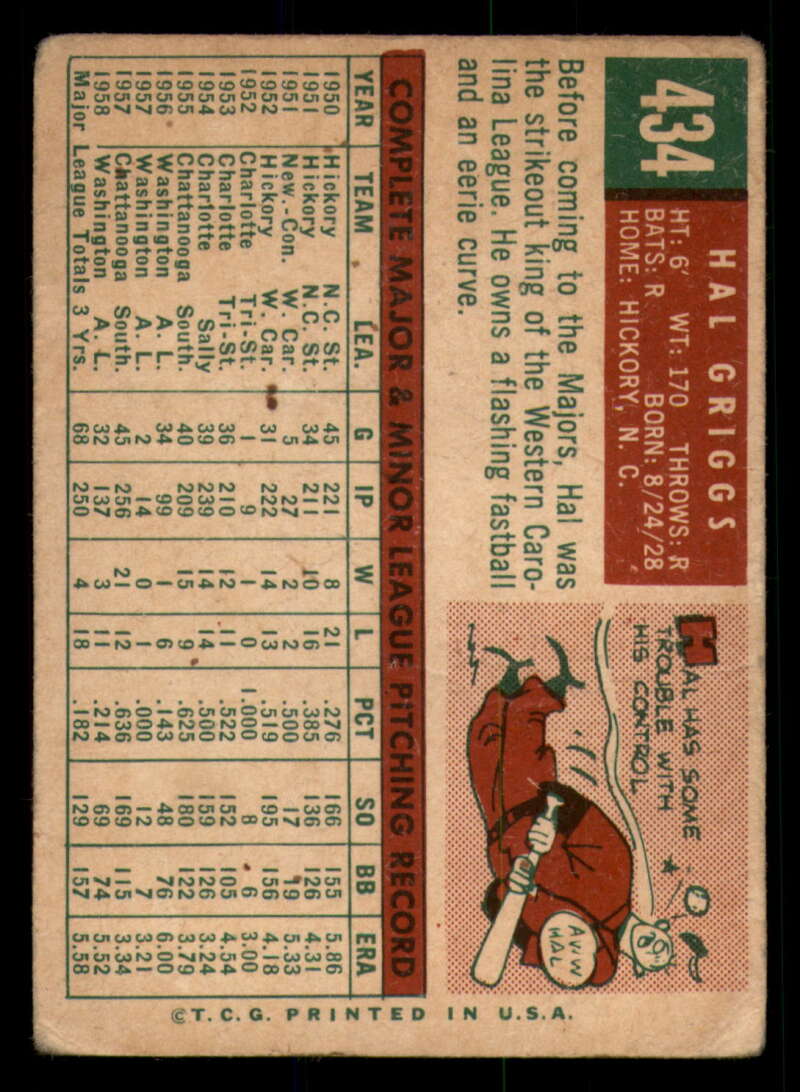 434
HAL GRIGGS
HT: 6' WT: 170 THROWS: R
BATS: R BORN: 8/24/28
HOME: HICKORY, N. C.
Before coming to the Majors, Hal was
the strikeout king of the Western Caro-
lina League. He owns a flashing fastball
and an eerie curve.
HAL HAS SOME
TROUBLE WITH
HIS CONTROL
AVW
HAL
COMPLETE MAJOR & MINOR LEAGUE PITCHING RECORD
YEAR TEAM LEA. G IP W L PCT SO BB ERA
1950 Hickory N.C. St. 45 221 8 21 .276 166 155 5.86
1951 Hickory N.C. St. 34 211 10 16 .385 136 126 4.31
1951 New.-Con. W. Car. 5 27 2 2 .500 17 19 5.33
1952 Hickory W. Car. 31 222 14 13 .519 195 156 4.18
1952 Charlotte Tri-St. 1 9 1 0 1.000 8 6 3.00
1953 Charlotte Tri-St. 36 210 12 11 .522 152 105 4.54
1954 Charlotte Sally 39 239 14 14 .500 159 126 3.24
1955 Chattanooga South. 40 209 15 9 .625 180 122 3.79
1956 Washington A. L. 34 99 1 6 .143 48 76 6.00
1957 Washington A. L. 2 14 0 1 .000 12 7 3.21
1957 Chattanooga South. 45 256 21 12 .636 169 115 3.34
1958 Washington A. L. 32 137 3 11 .214 69 74 5.52
Major League Totals 3 Yrs. 68 250 4 18 .182 129 157 5.58
©T.C.G. PRINTED IN U.S.A.